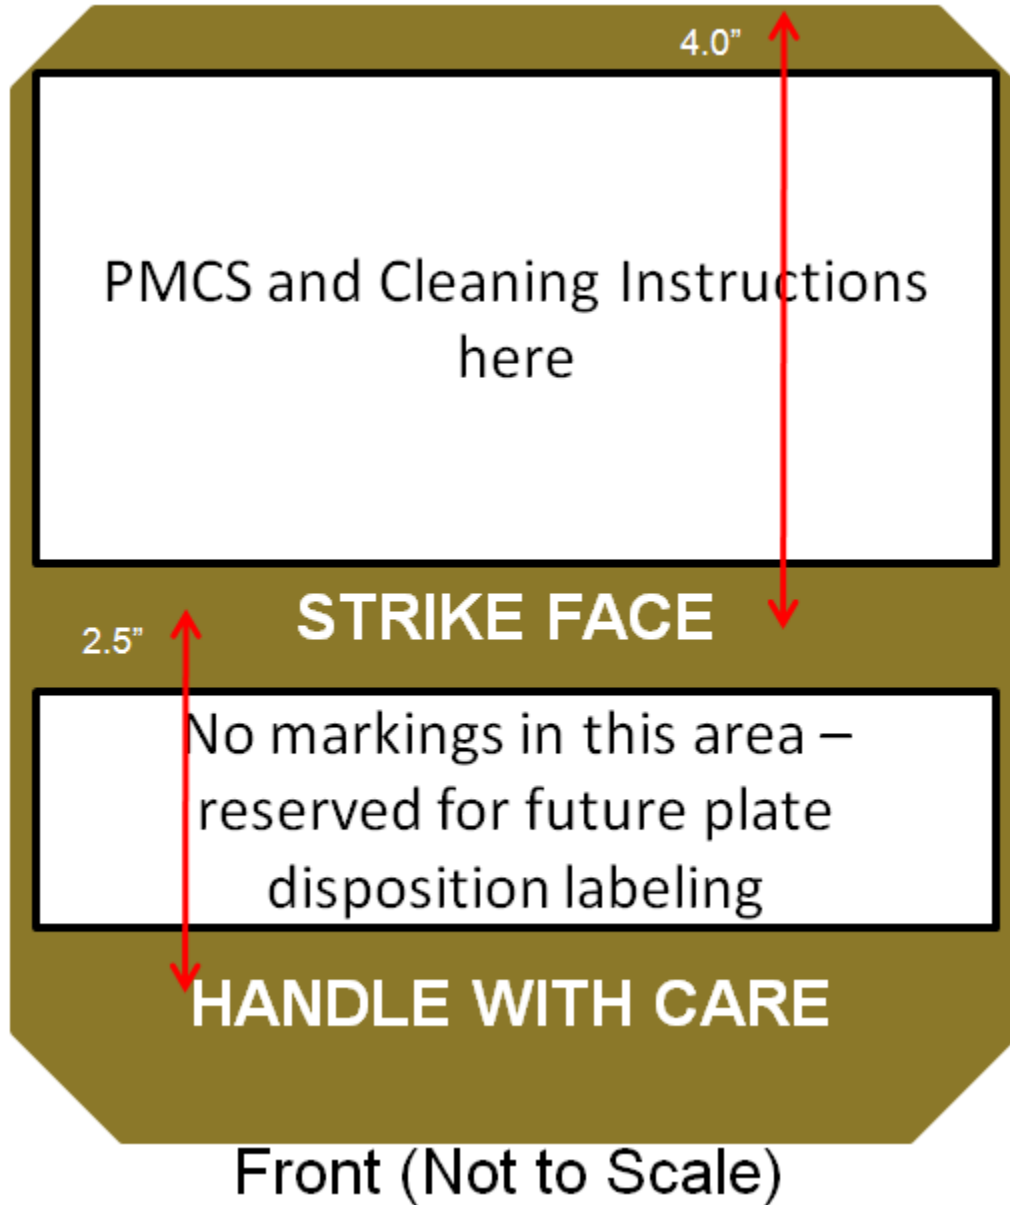 4.0”
PMCS and Cleaning Instructions
here
STRIKE FACE
2.5”
No markings in this area –
reserved for future plate
disposition labeling
HANDLE WITH CARE
Front (Not to Scale)